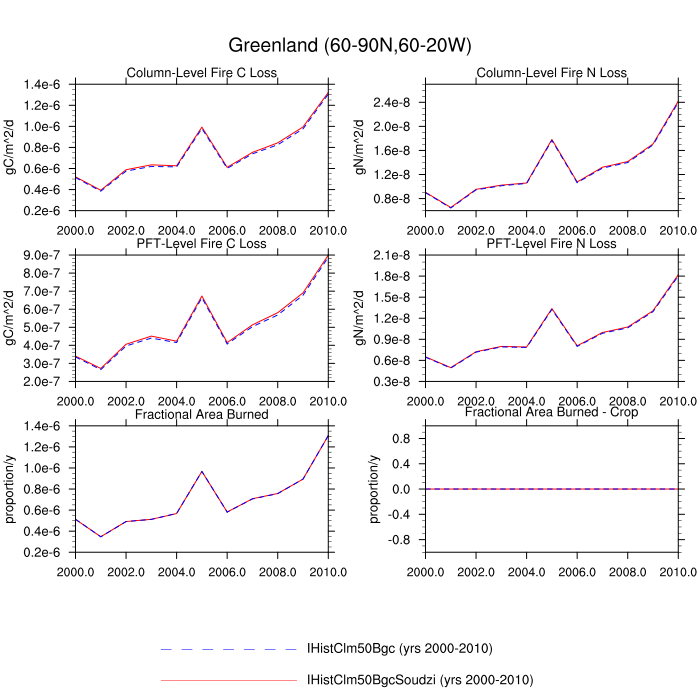 Greenland (60-90N,60-20W)
Column-Level Fire C Loss
gC/m^2/d
1.4e-6
1.2e-6
1.0e-6
0.8e-6
0.6e-6
0.4e-6
0.2e-6
2000.0 2002.0 2004.0 2006.0 2008.0 2010.0
Column-Level Fire N Loss
gN/m^2/d
2.4e-8
2.0e-8
1.6e-8
1.2e-8
0.8e-8
2000.0 2002.0 2004.0 2006.0 2008.0 2010.0
PFT-Level Fire C Loss
gC/m^2/d
9.0e-7
8.0e-7
7.0e-7
6.0e-7
5.0e-7
4.0e-7
3.0e-7
2.0e-7
2000.0 2002.0 2004.0 2006.0 2008.0 2010.0
PFT-Level Fire N Loss
gN/m^2/d
2.1e-8
1.8e-8
1.5e-8
1.2e-8
0.9e-8
0.6e-8
0.3e-8
2000.0 2002.0 2004.0 2006.0 2008.0 2010.0
Fractional Area Burned
proportion/y
1.4e-6
1.2e-6
1.0e-6
0.8e-6
0.6e-6
0.4e-6
0.2e-6
2000.0 2002.0 2004.0 2006.0 2008.0 2010.0
Fractional Area Burned - Crop
proportion/y
0.8
0.4
0.0
-0.4
-0.8
2000.0 2002.0 2004.0 2006.0 2008.0 2010.0
IHistClm50Bgc (yrs 2000-2010)
IHistClm50BgcSoudzi (yrs 2000-2010)